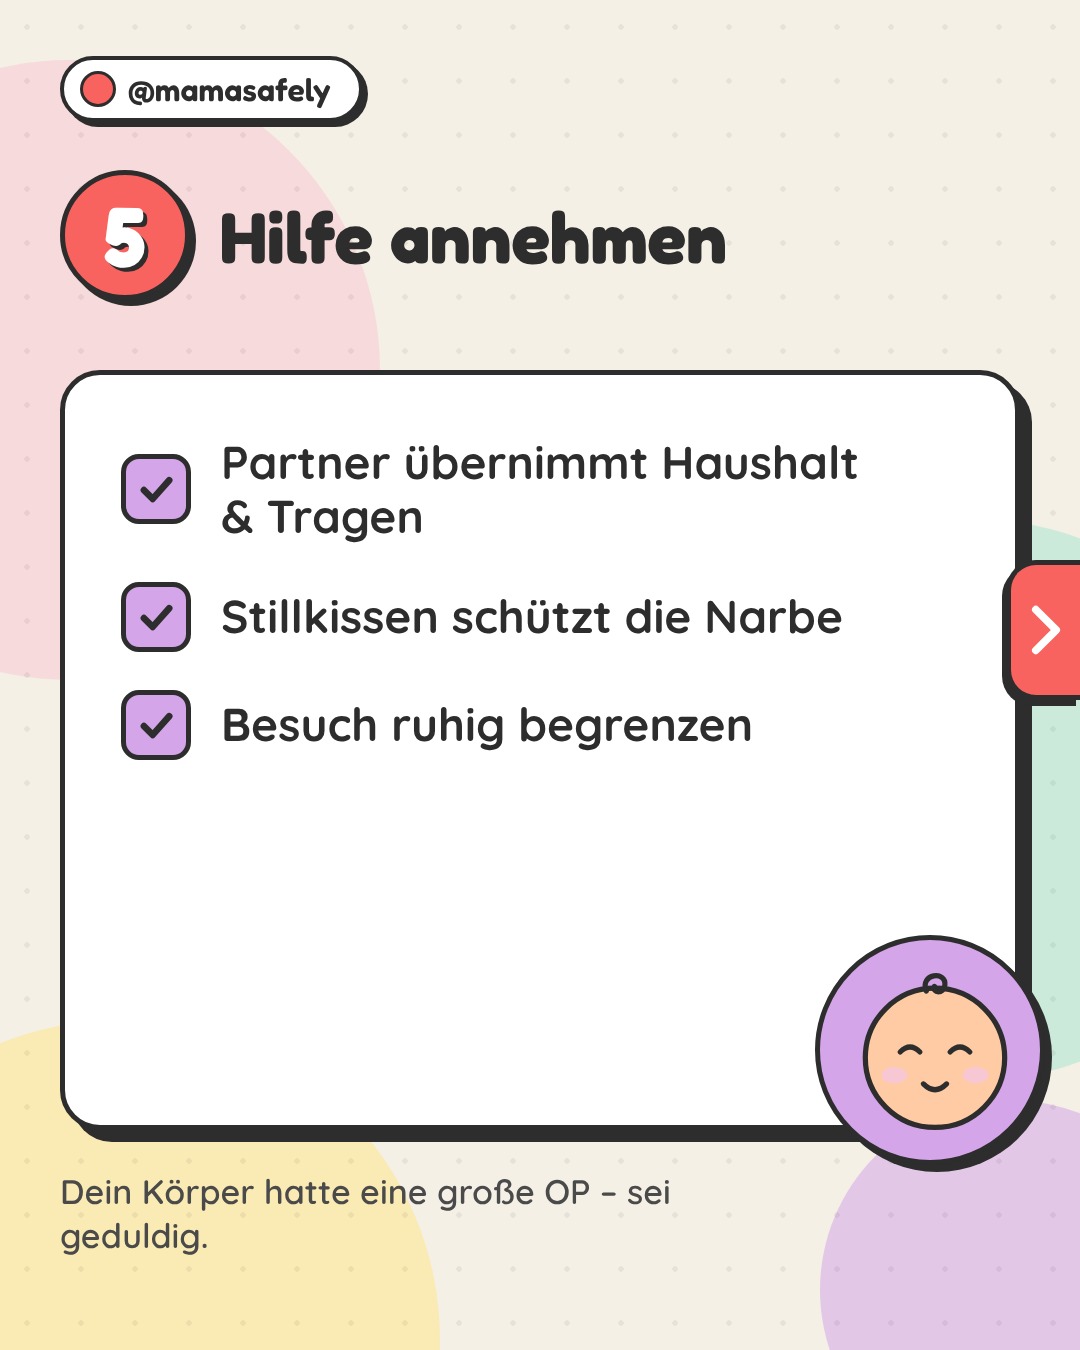 @mamasafely
5 Hilfe annehmen
Partner übernimmt Haushalt
& Tragen
Stillkissen schützt die Narbe
Besuch ruhig begrenzen
Dein Körper hatte eine große OP – sei
geduldig.